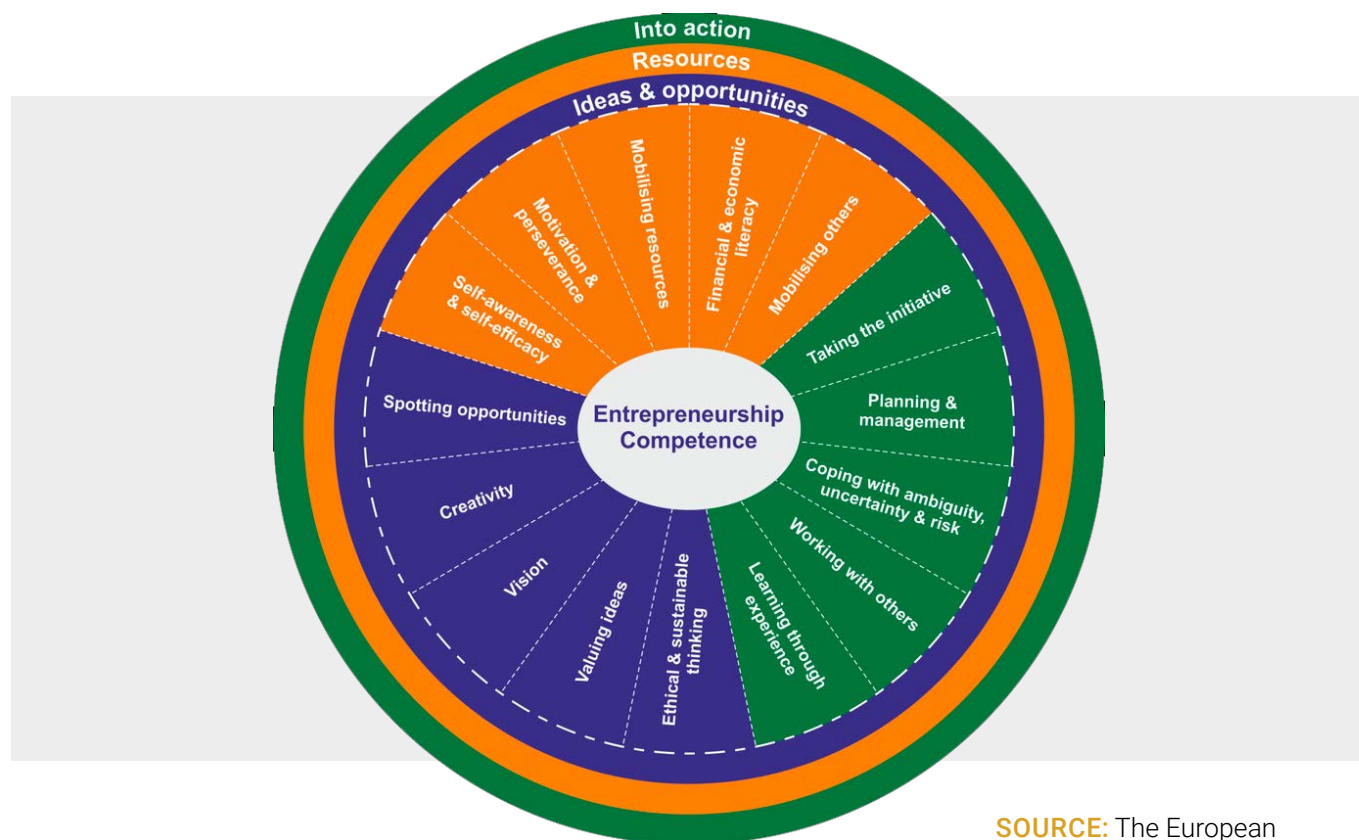 Into action
Resources
Ideas & opportunities
Mobilising resources
Financial & economic
literacy
Mobilising others
Motivation &
perseverance
Self-awareness
& self-efficacy
Taking the initiative
Planning &
management
Coping with ambiguity,
uncertainty & risk
Working with others
Learning through
experience
Ethical & sustainable
thinking
Valuing ideas
Vision
Creativity
Spotting opportunities
Entrepreneurship
Competence
SOURCE: The European